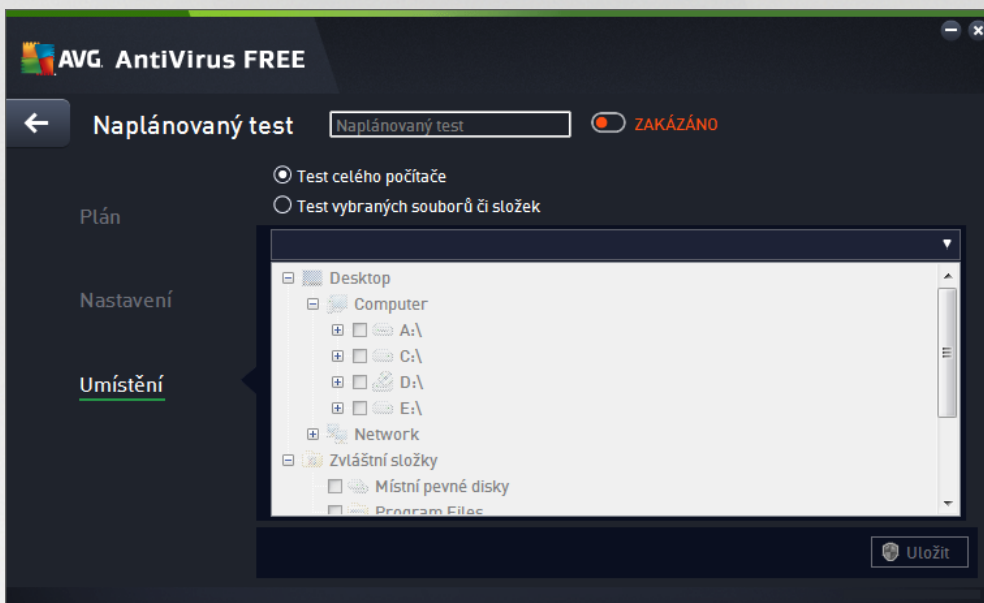 AVG. AntiVirus FREE
Naplánovaný test Naplánovaný test ZAKÁZÁNO
Test celého počítače
Test vybraných souborů či složek
Plán
Nastavení
Umístění
Desktop
Computer
A:\
C:\
D:\
E:\
Network
Zvláštní složky
Místní pevné disky
Program Files
Uložit